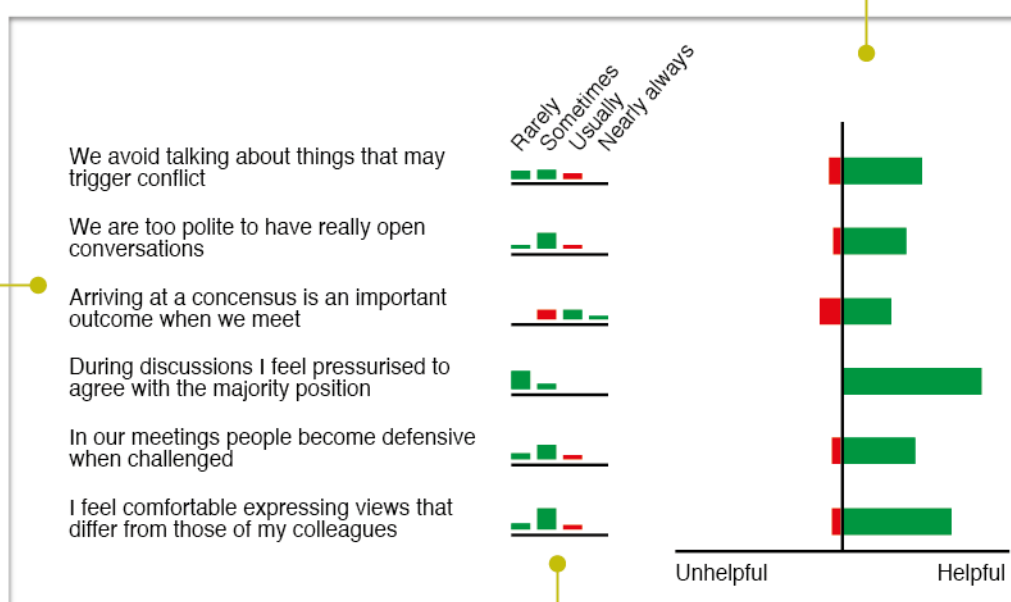 Rarely
Sometimes
Usually
Nearly always
We avoid talking about things that may
trigger conflict
We are too polite to have really open
conversations
Arriving at a concensus is an important
outcome when we meet
During discussions I feel pressurised to
agree with the majority position
In our meetings people become defensive
when challenged
I feel comfortable expressing views that
differ from those of my colleagues
Unhelpful
Helpful